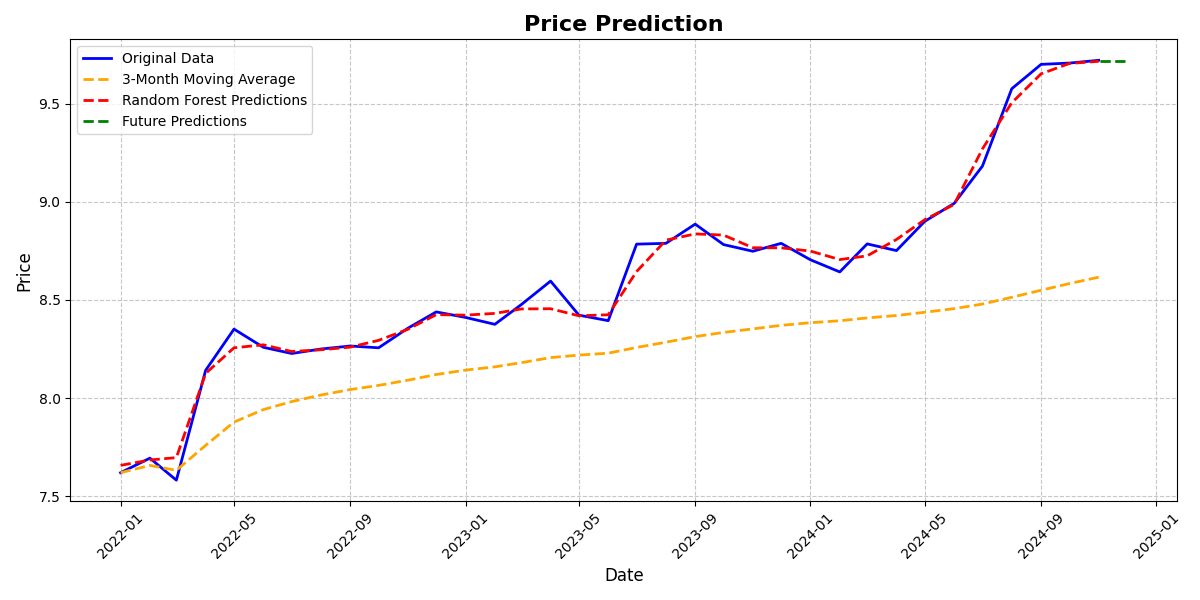 Price Prediction
Original Data
3-Month Moving Average
Random Forest Predictions
Future Predictions
Price
9.5
9.0
8.5
8.0
7.5
2022-01
2022-05
2022-09
2023-01
2023-05
2023-09
2024-01
2024-05
2024-09
2025-01
Date